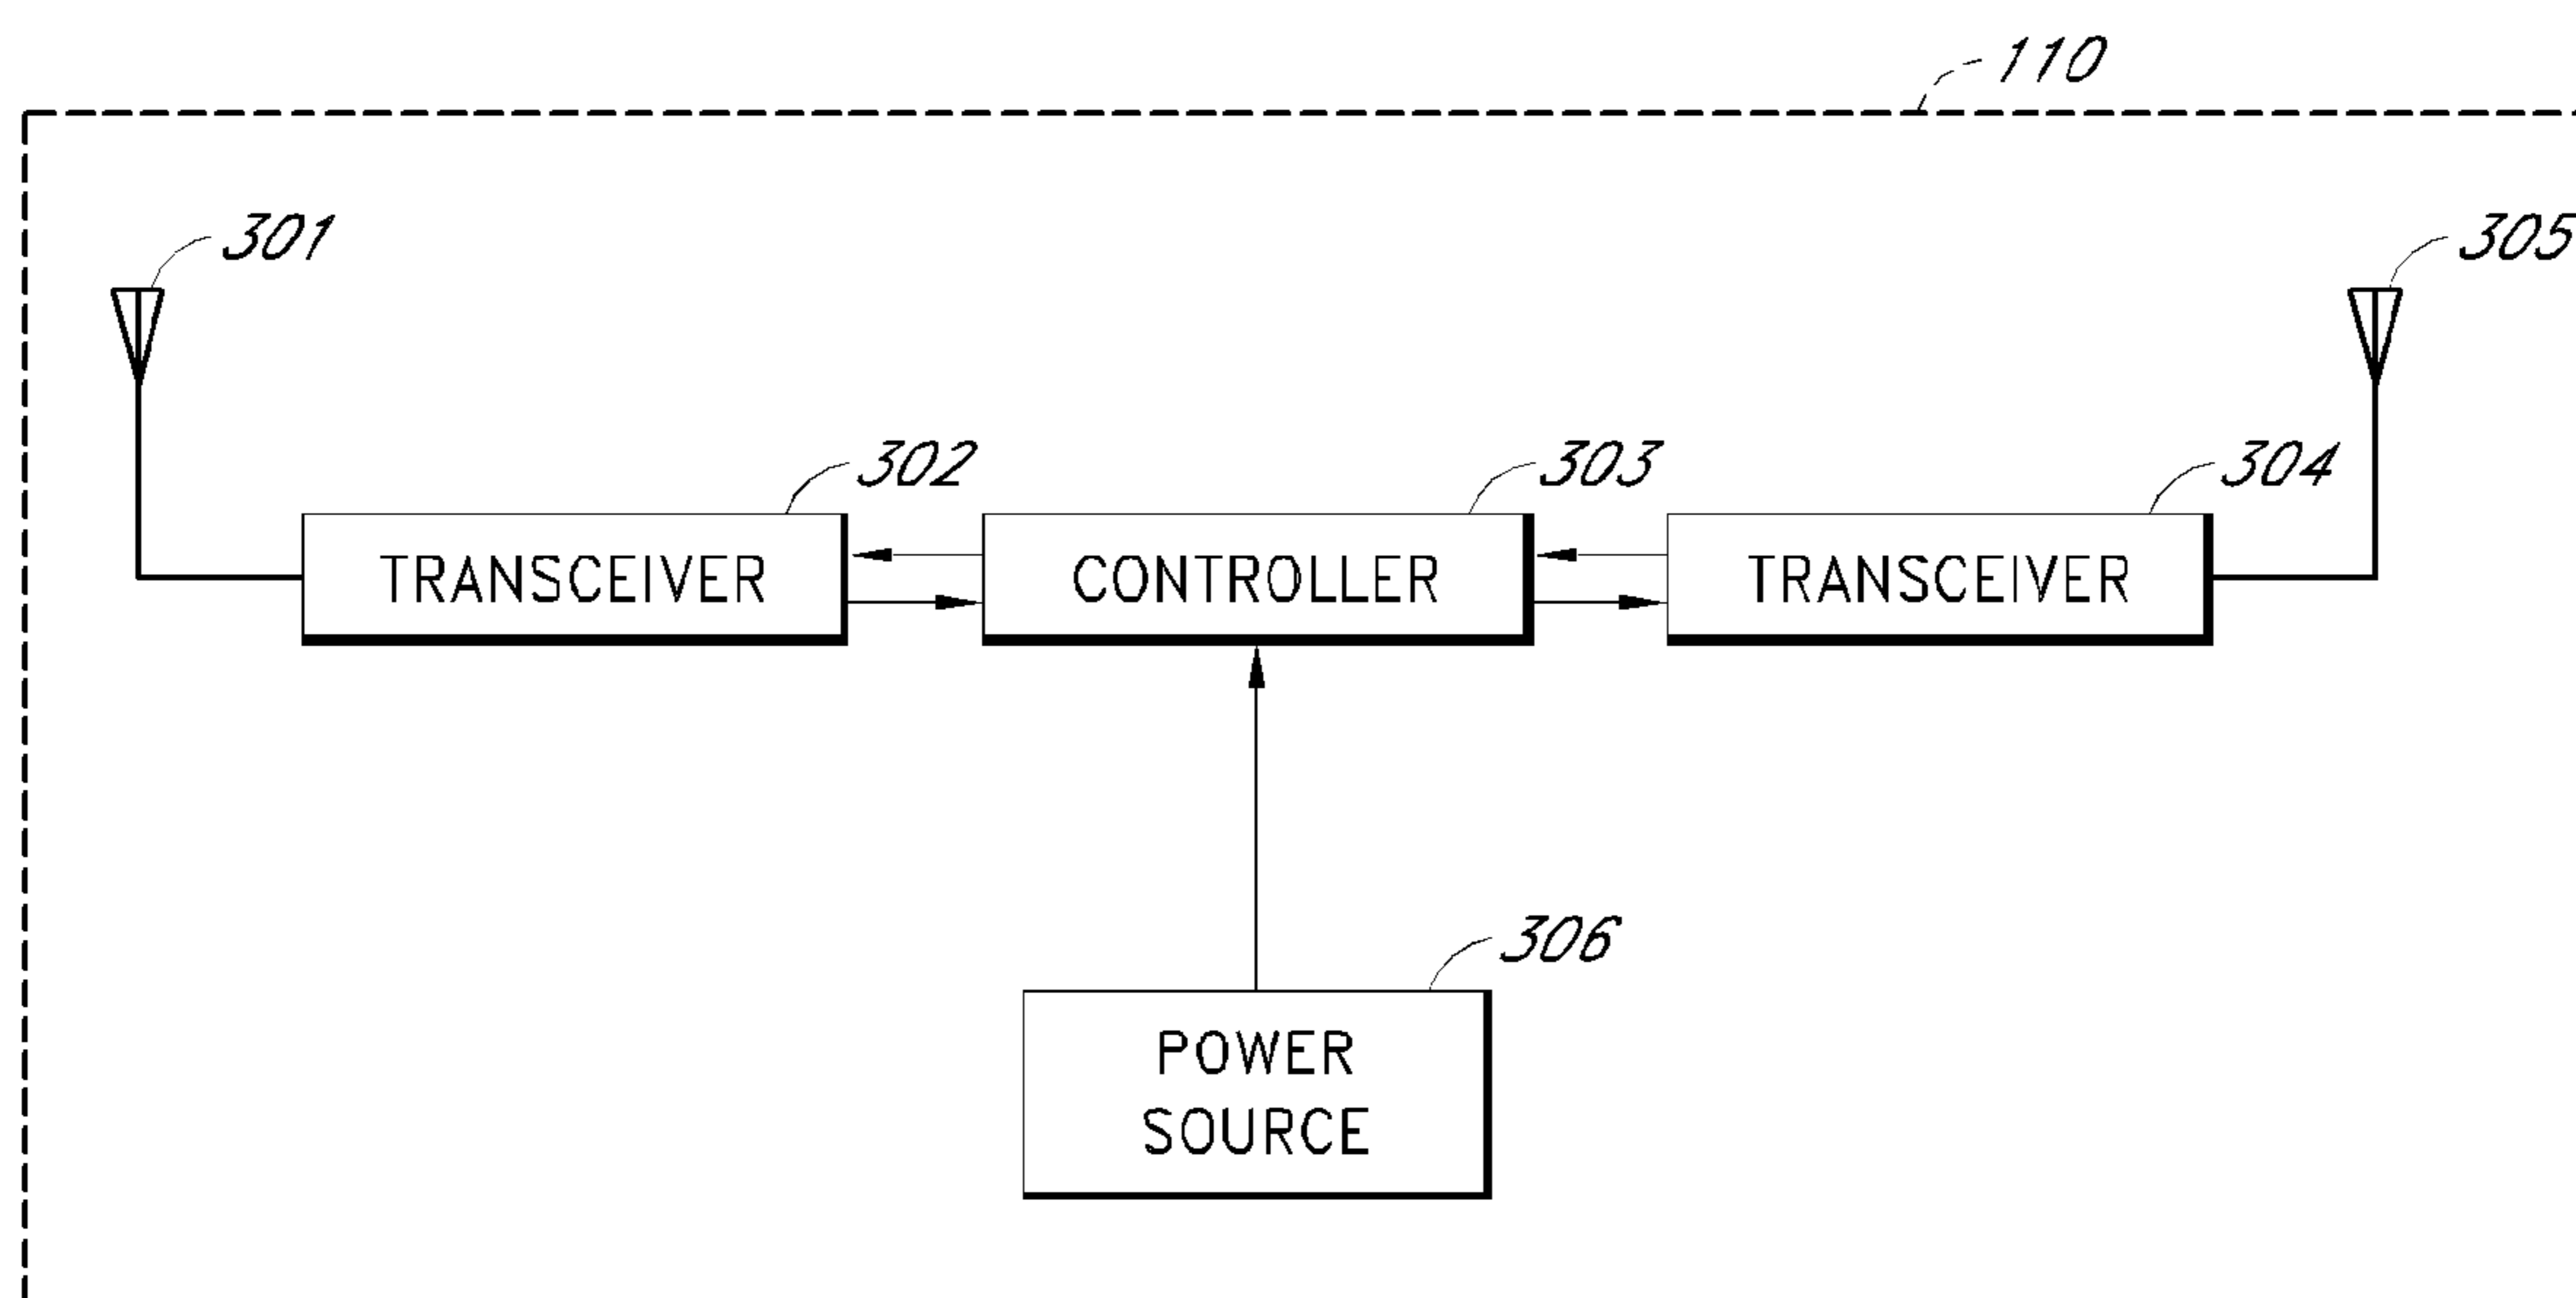 110
301
305
302
303
304
TRANSCEIVER
CONTROLLER
TRANSCEIVER
306
POWER
SOURCE